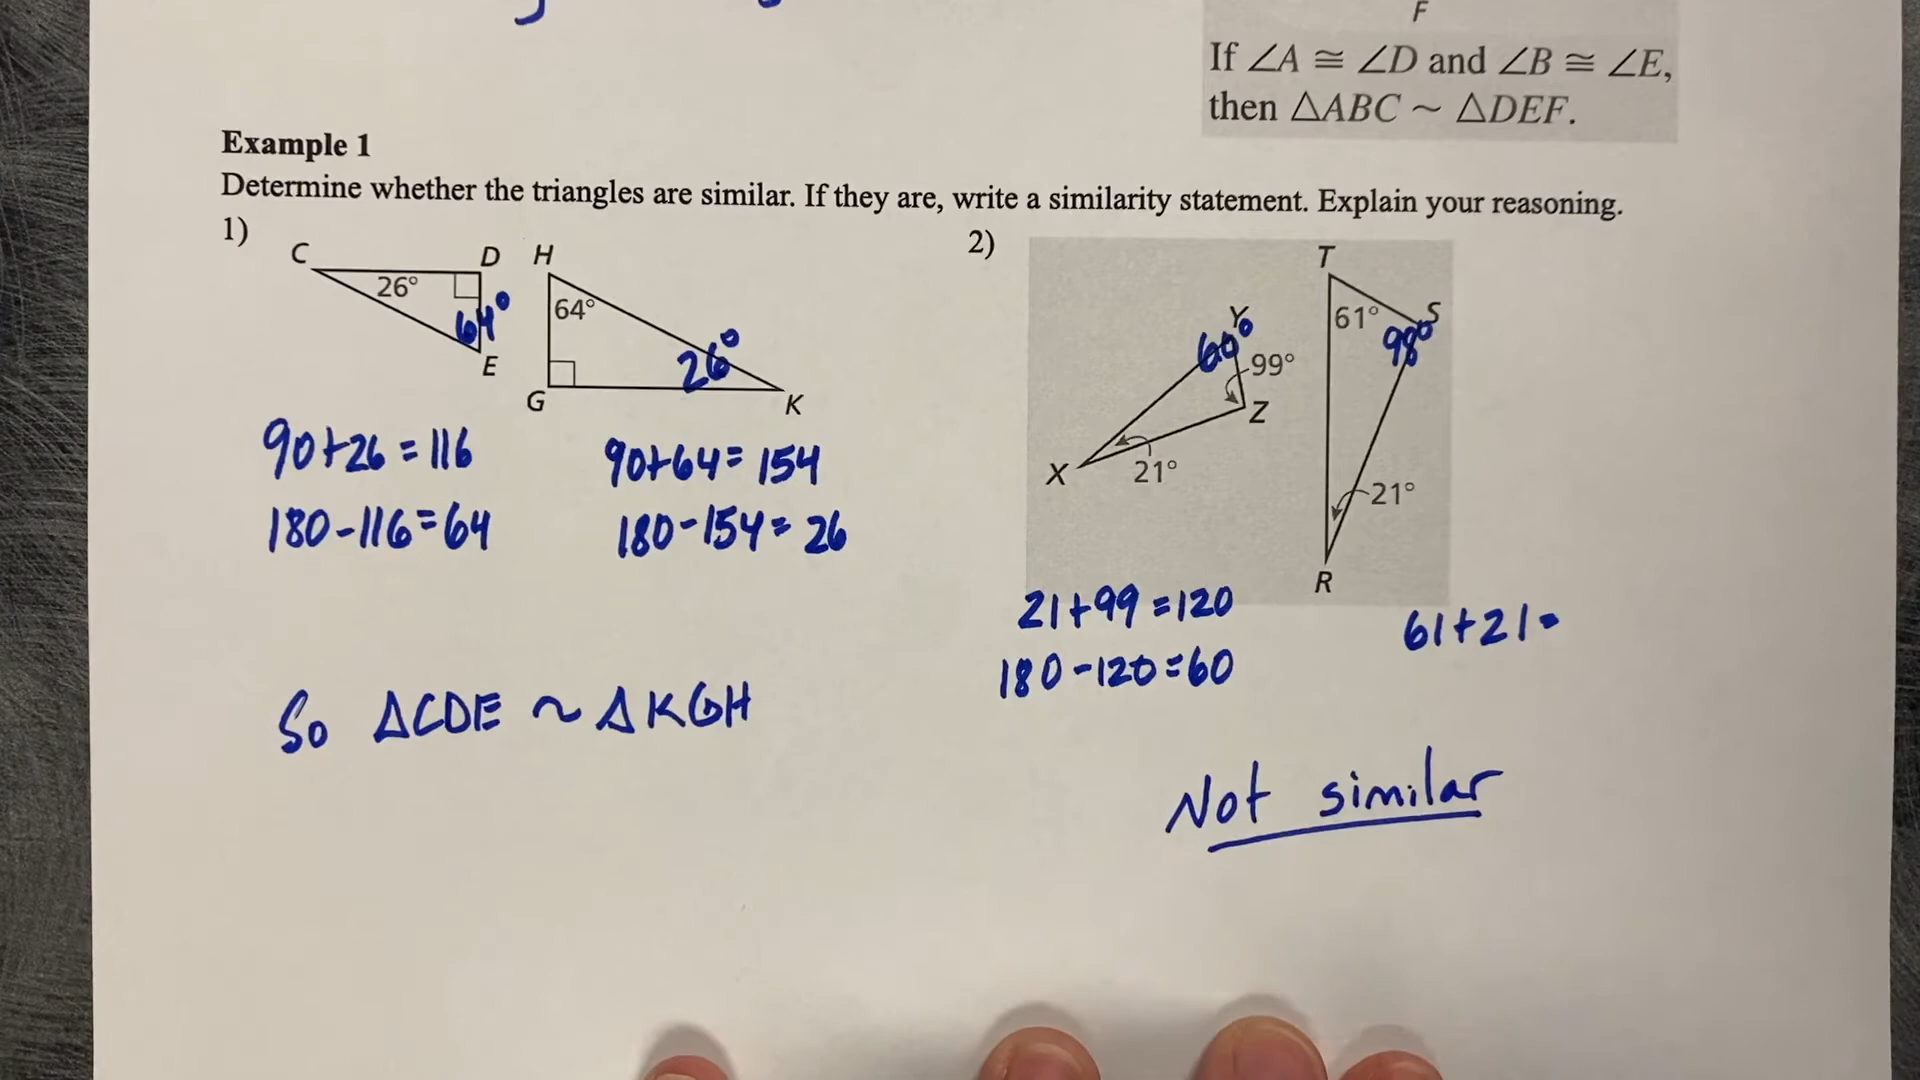 F
If ∠A ≅ ∠D and ∠B ≅ ∠E,
then △ABC ~ △DEF.
Example 1
Determine whether the triangles are similar. If they are, write a similarity statement. Explain your reasoning.
1)
C
D
26°
64°
E
H
64°
26°
G
K
90+26=116
180-116=64
90+64=154
180-154=26
So △CDE ~ △KGH
2)
Y
60°
99°
Z
X
21°
T
61°
S
98°
21°
R
21+99=120
180-120=60
61+21=
Not similar